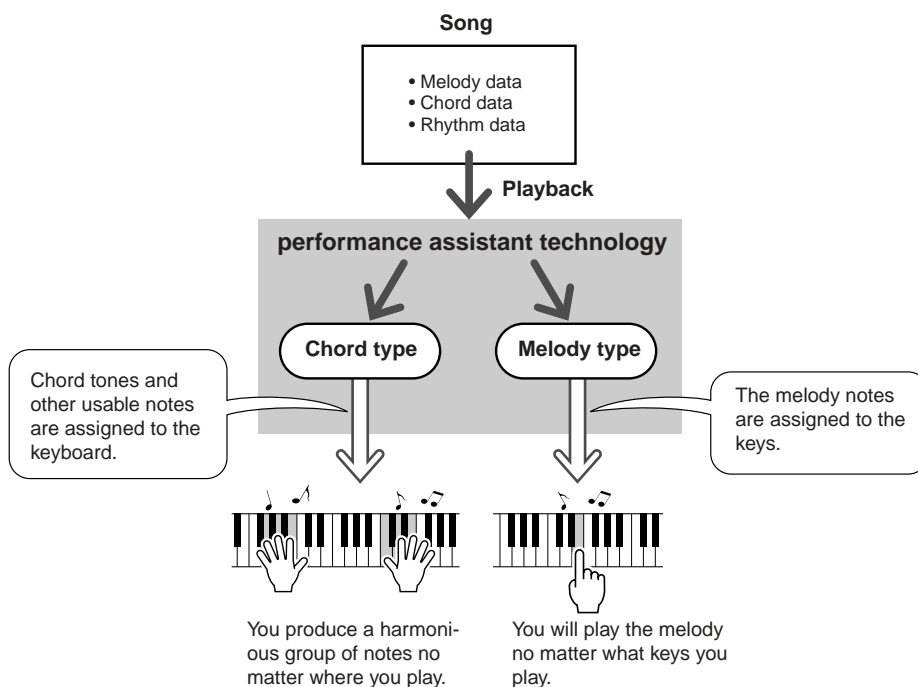 Song
• Melody data
• Chord data
• Rhythm data
Playback
performance assistant technology
Chord type
Melody type
Chord tones and
other usable notes
are assigned to the
keyboard.
The melody notes
are assigned to the
keys.
You produce a harmoni-
ious group of notes no
matter where you play.
You will play the melody
no matter what keys you
play.